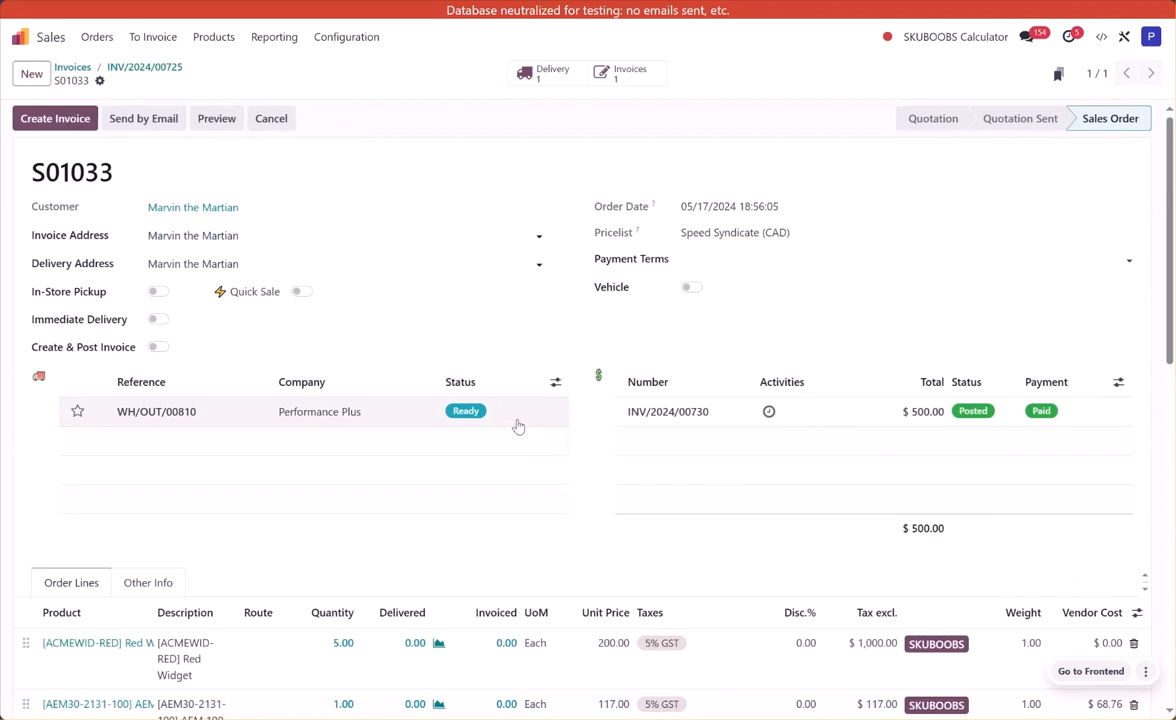 Database neutralized for testing: no emails sent, etc.
Sales Orders To Invoice Products Reporting Configuration SKUBOOBS Calculator 154 5 P
New Invoices / INV/2024/00725
S01033
Delivery 1 Invoices 1 1 / 1
Create Invoice Send by Email Preview Cancel Quotation Quotation Sent Sales Order
S01033
Customer Marvin the Martian Order Date ? 05/17/2024 18:56:05
Invoice Address Marvin the Martian Pricelist ? Speed Syndicate (CAD)
Delivery Address Marvin the Martian Payment Terms
In-Store Pickup Quick Sale Vehicle
Immediate Delivery
Create & Post Invoice
Reference Company Status Number Activities Total Status Payment
WH/OUT/00810 Performance Plus Ready INV/2024/00730 $ 500.00 Posted Paid
$ 500.00
Order Lines Other Info
Product Description Route Quantity Delivered Invoiced UoM Unit Price Taxes Disc.% Tax excl. Weight Vendor Cost
[ACMEWID-RED] Red W [ACMEWID- 5.00 0.00 0.00 Each 200.00 5% GST 0.00 $ 1,000.00 SKUBOOBS 1.00 $ 0.00
RED] Red
Widget
Go to Frontend
[AEM30-2131-100] AEM [AEM30-2131- 1.00 0.00 0.00 Each 117.00 5% GST 0.00 $ 117.00 SKUBOOBS 1.00 $ 68.76
100] AEM 100